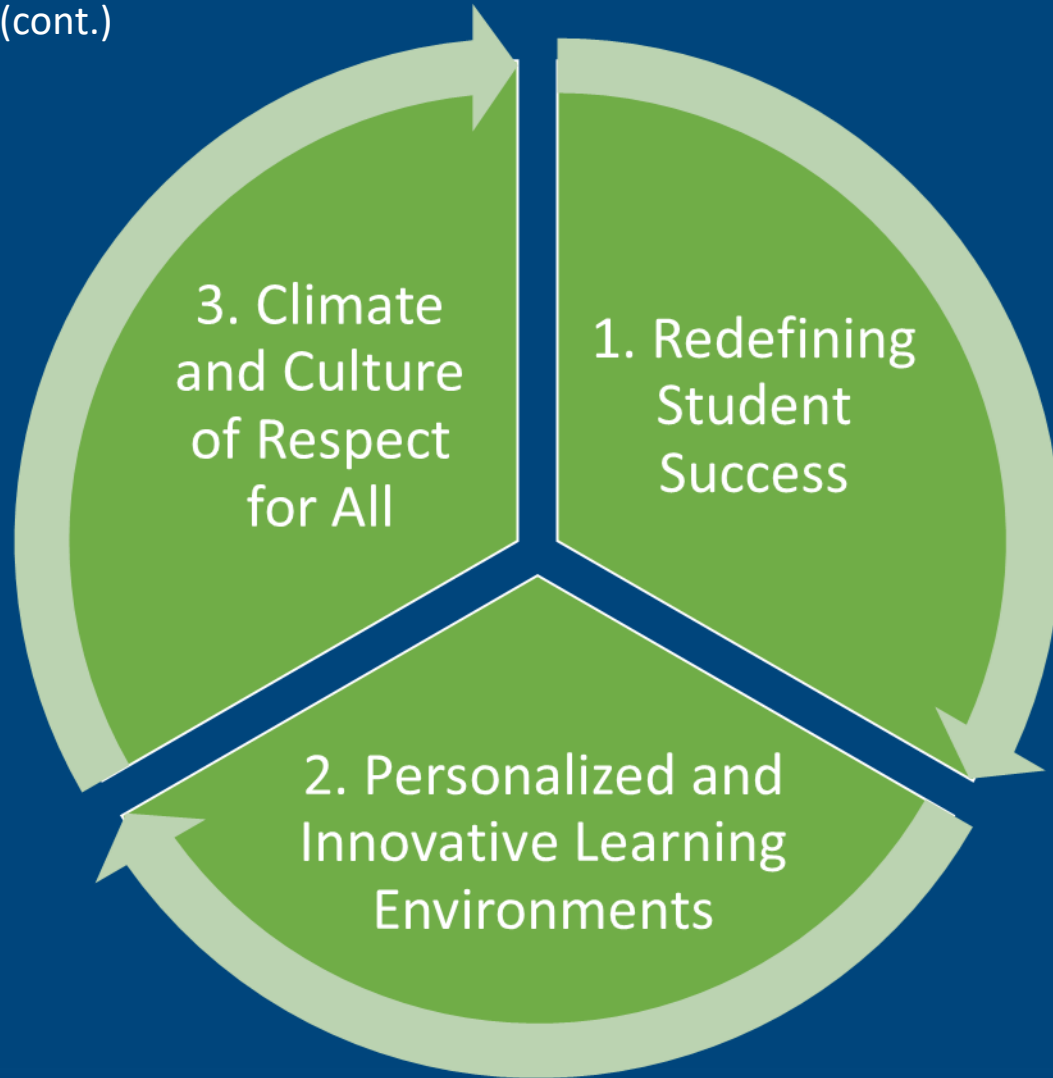 (cont.)
1. Redefining
Student
Success
2. Personalized and
Innovative Learning
Environments
3. Climate
and Culture
of Respect
for All